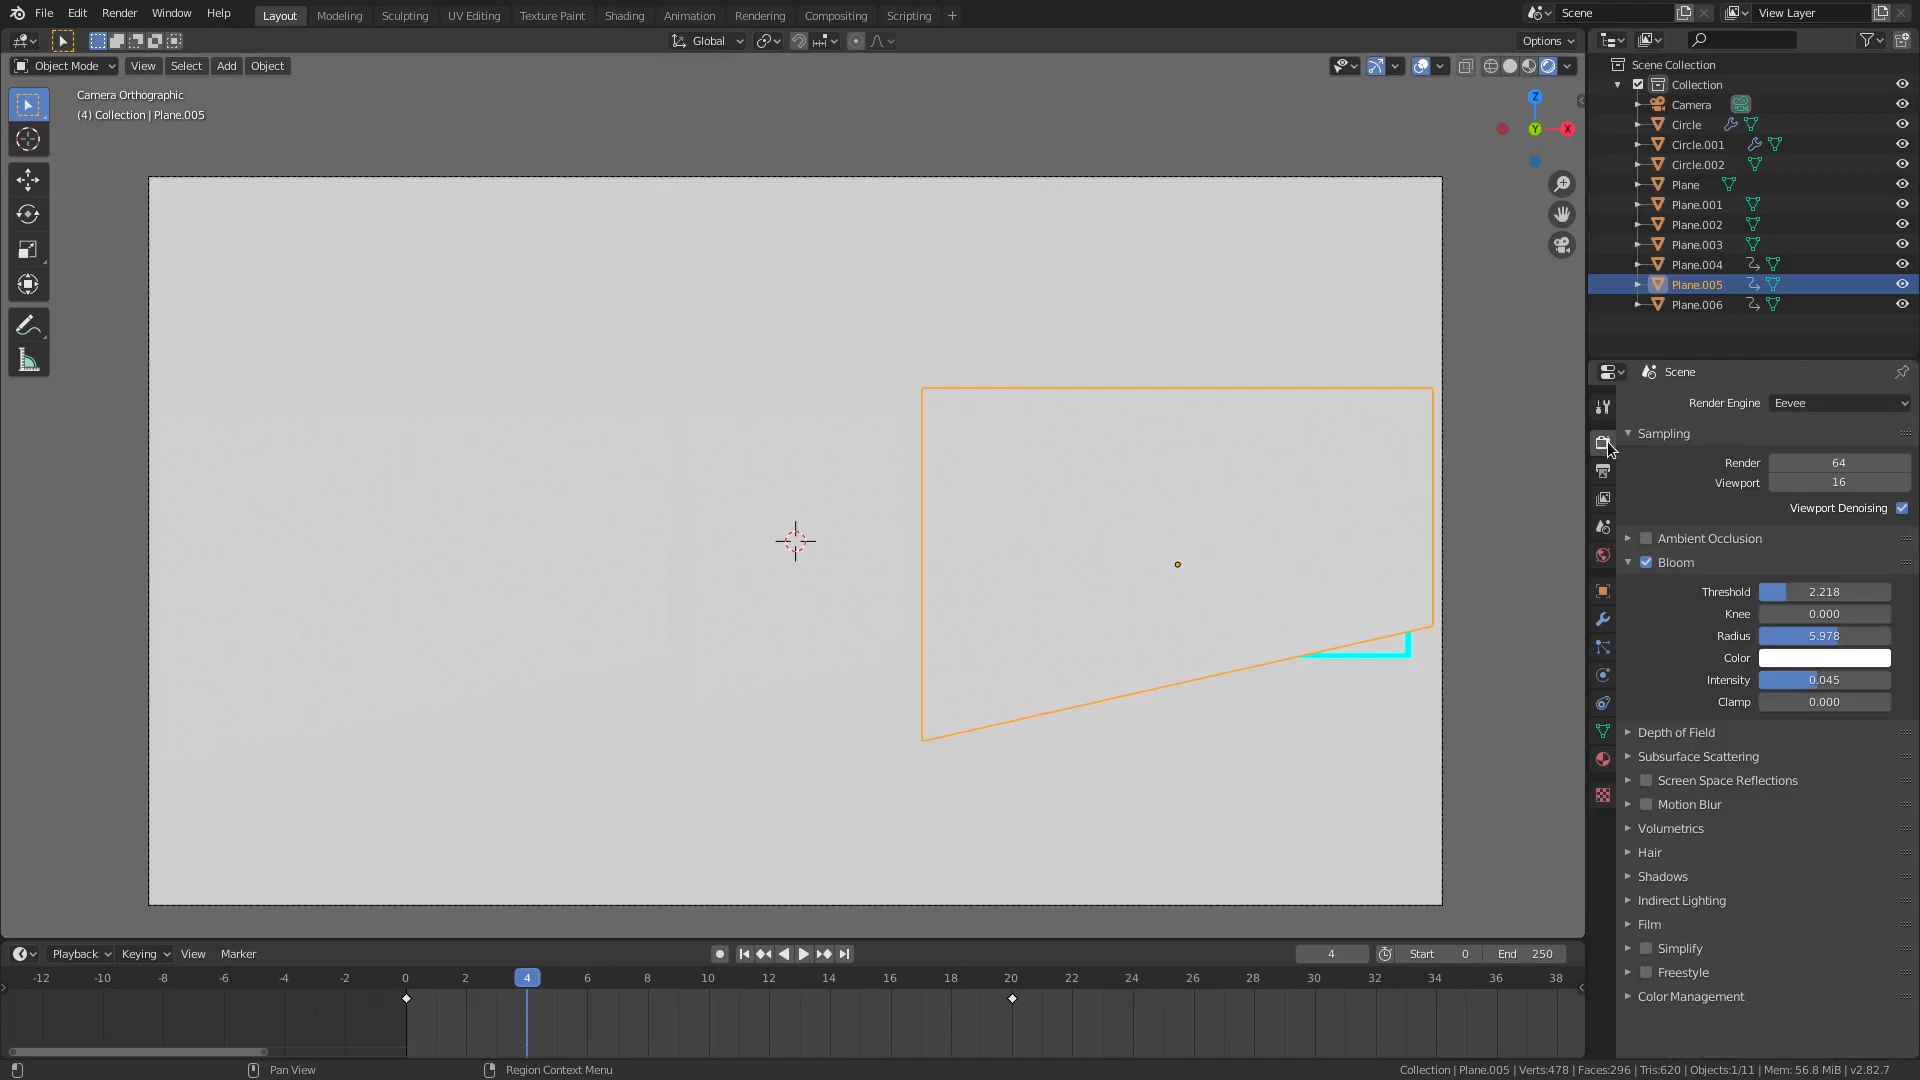 File Edit Render Window Help Layout Modeling Sculpting UV Editing Texture Paint Shading Animation Rendering Compositing Scripting + Scene View Layer
Global Options
Object Mode View Select Add Object
Camera Orthographic
(4) Collection | Plane.005
Z
Y
X
Scene Collection
Collection
Camera
Circle
Circle.001
Circle.002
Plane
Plane.001
Plane.002
Plane.003
Plane.004
Plane.005
Plane.006
Scene
Render Engine Eevee
Sampling
Render 64
Viewport 16
Viewport Denoising
Ambient Occlusion
Bloom
Threshold 2.218
Knee 0.000
Radius 5.978
Color
Intensity 0.045
Clamp 0.000
Depth of Field
Subsurface Scattering
Screen Space Reflections
Motion Blur
Volumetrics
Hair
Shadows
Indirect Lighting
Film
Simplify
Freestyle
Color Management
Playback Keying View Marker 4 Start 0 End 250
-12 -10 -8 -6 -4 -2 0 2 4 6 8 10 12 14 16 18 20 22 24 26 28 30 32 34 36 38
Pan View Region Context Menu Collection | Plane.005 | Verts:478 | Faces:296 | Tris:620 | Objects:1/11 | Mem: 56.8 MiB | v2.82.7